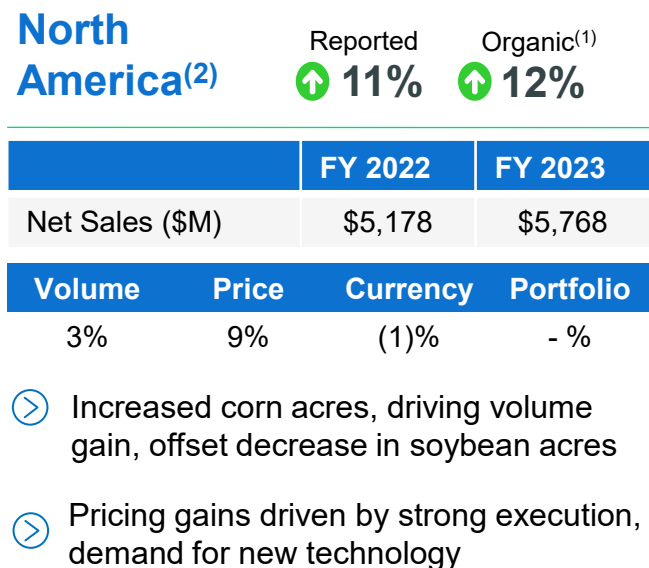 North
America(2)
Reported
Organic(1)
11%
12%
FY 2022 FY 2023
Net Sales ($M) $5,178 $5,768
Volume Price Currency Portfolio
3% 9% (1)% - %
Increased corn acres, driving volume
gain, offset decrease in soybean acres
Pricing gains driven by strong execution,
demand for new technology